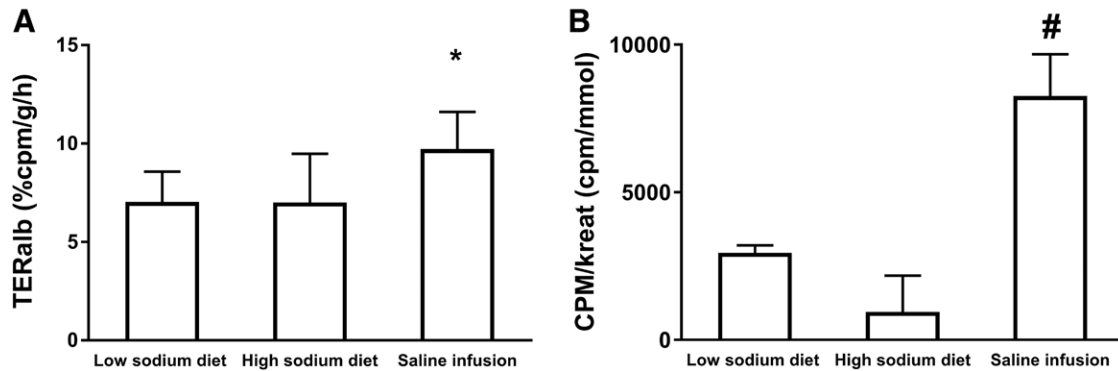 A
TERalb (%cpm/g/h)
15
10
5
0
*
Low sodium diet High sodium diet Saline infusion
B
CPM/kreat (cpm/mmol)
10000
5000
0
#
Low sodium diet High sodium diet Saline infusion